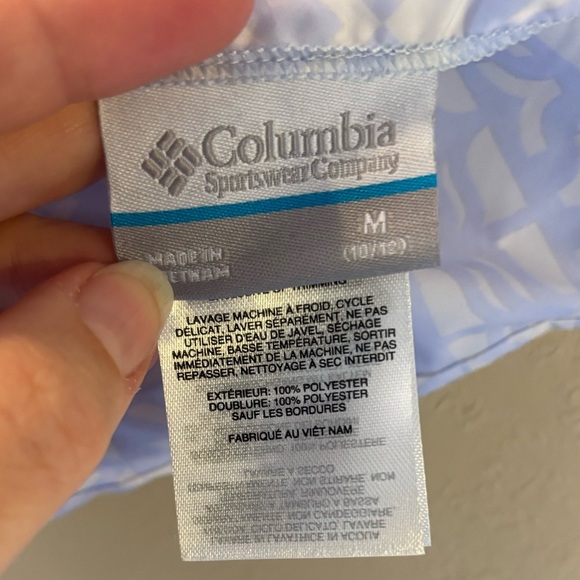 Columbia
Sportswear Company
M
(10/12)
MADE IN
VIETNAM
TRIMMING
LAVAGE MACHINE À FROID, CYCLE
DÉLICAT, LAVER SÉPARÉMENT, NE PAS
UTILISER D'EAU DE JAVEL, SÉCHAGE
MACHINE, BASSE TEMPÉRATURE, SORTIR
IMMÉDIATEMENT DE LA MACHINE, NE PAS
REPASSER, NETTOYAGE À SEC INTERDIT
EXTÉRIEUR: 100% POLYESTER
DOUBLURE: 100% POLYESTER
SAUF LES BORDURES
FABRIQUÉ AU VIÊT NAM